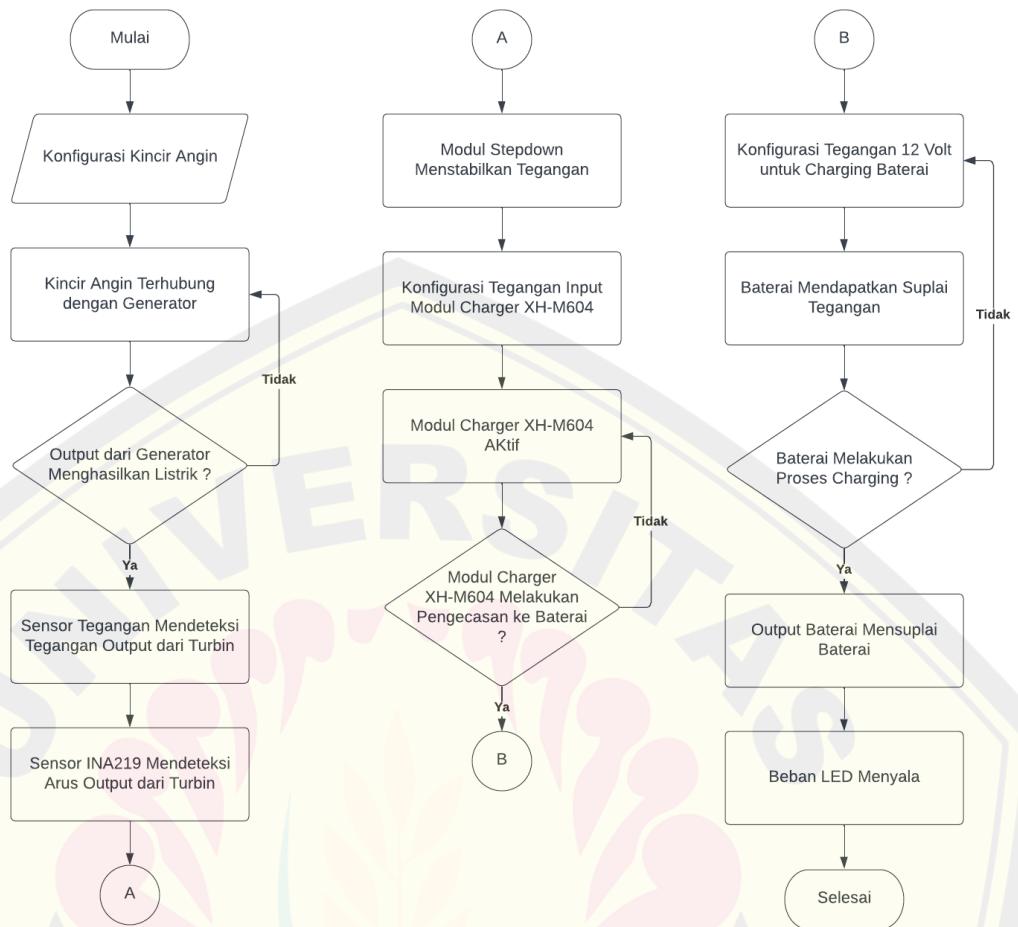 Mulai
Konfigurasi Kincir Angin
Kincir Angin Terhubung
dengan Generator
Tidak
Output dari Generator
Menghasilkan Listrik ?
Ya
Sensor Tegangan Mendeteksi
Tegangan Output dari Turbin
Sensor INA219 Mendeteksi
Arus Output dari Turbin
A
A
Modul Stepdown
Menstabilkan Tegangan
Konfigurasi Tegangan Input
Modul Charger XH-M604
Modul Charger XH-M604
AKtif
Tidak
Modul Charger
XH-M604 Melakukan
Pengecasan ke Baterai
?
Ya
B
B
Konfigurasi Tegangan 12 Volt
untuk Charging Baterai
Baterai Mendapatkan Suplai
Tegangan
Tidak
Baterai Melakukan
Proses Charging ?
Ya
Output Baterai Mensuplai
Baterai
Beban LED Menyala
Selesai
UNIVERSITAS